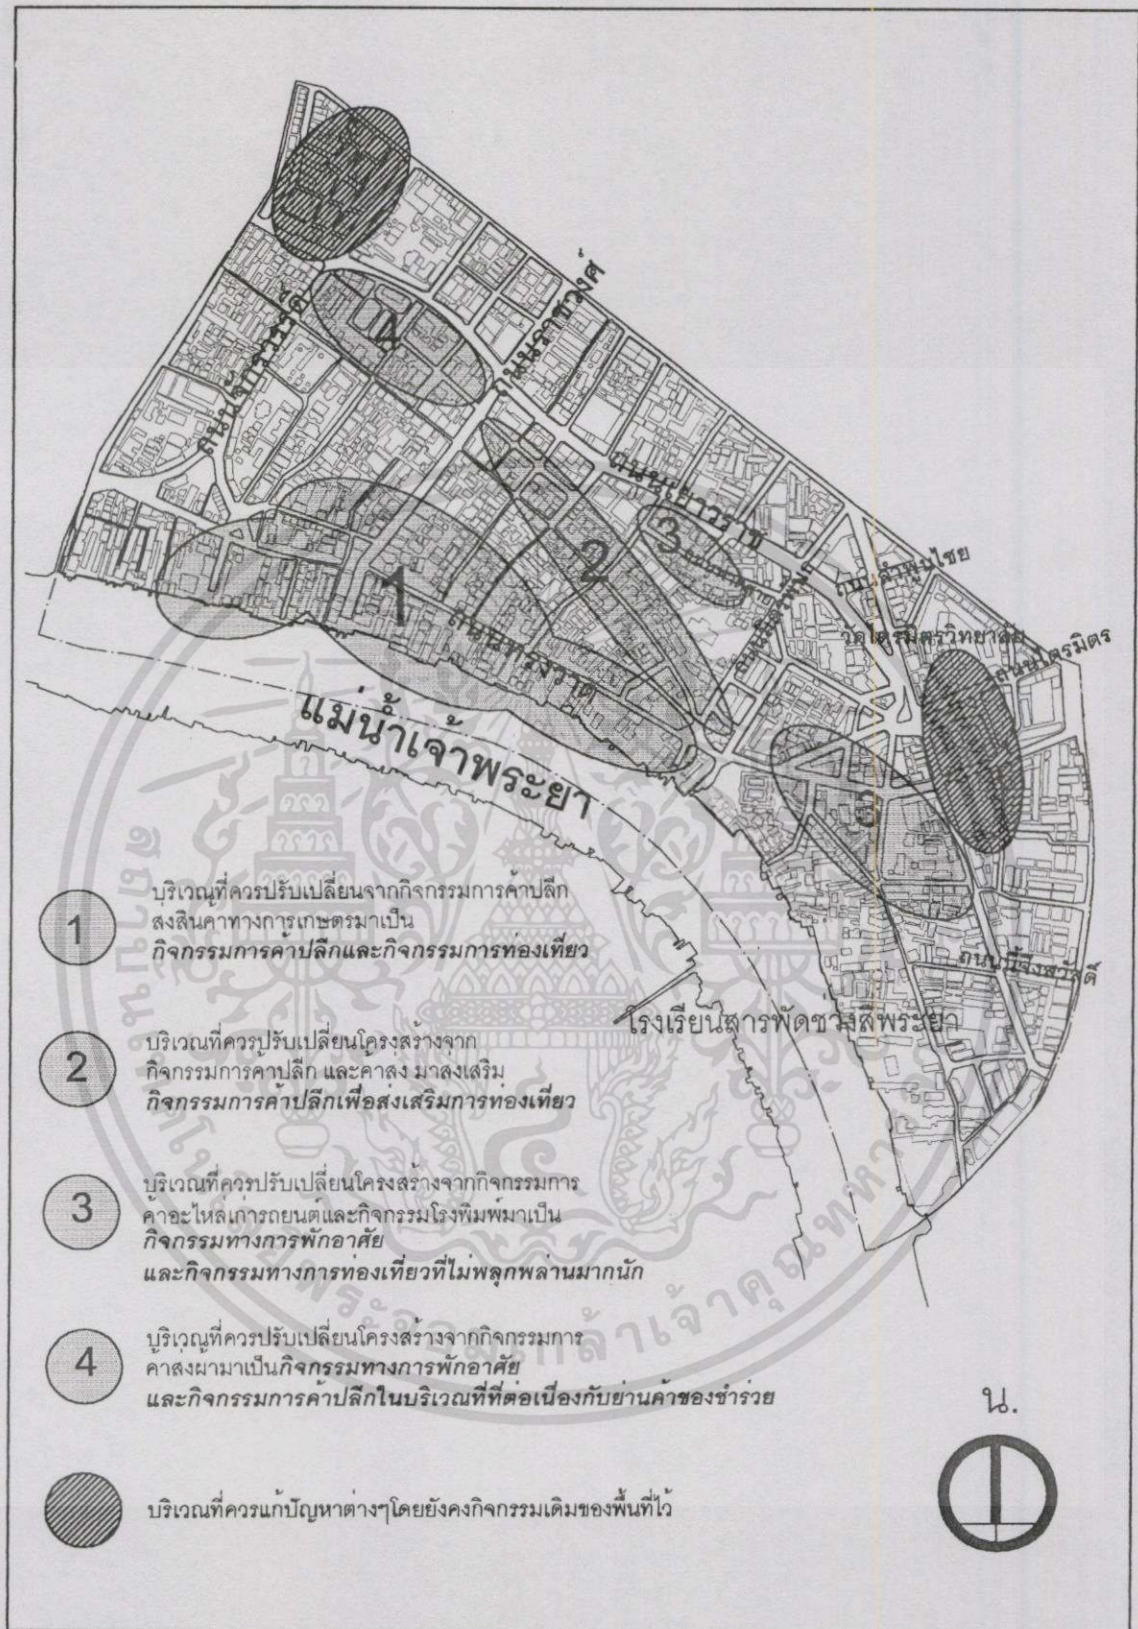 ถนนจักรวรรดิ
ถนนราชวงศ์
4
ถนนเยาวราช
3
2
1
ถนนทรงวาด
ถนนลำพูนไชย
วัดไตรมิตรวิทยาลัย
ถนนไตรมิตร
แม่น้ำเจ้าพระยา
3
ถนนโยธา
โรงเรียนสารพัดช่างสี่พระยา
1
บริเวณที่ควรปรับเปลี่ยนจากกิจกรรมการค้าปลีก
สงสินค้าทางการเกษตรมาเป็น
กิจกรรมการค้าปลีกและกิจกรรมการท่องเที่ยว
2
บริเวณที่ควรปรับเปลี่ยนโครงสร้างจาก
กิจกรรมการค้าปลีก และค้าส่ง มาส่งเสริม
กิจกรรมการค้าปลีกเพื่อส่งเสริมการท่องเที่ยว
3
บริเวณที่ควรปรับเปลี่ยนโครงสร้างจากกิจกรรมการ
ค้าอะไหล่เก่ารถยนต์และกิจกรรมโรงพิมพ์มาเป็น
กิจกรรมทางการพักอาศัย
และกิจกรรมทางการท่องเที่ยวที่ไม่พลุกพล่านมากนัก
4
บริเวณที่ควรปรับเปลี่ยนโครงสร้างจากกิจกรรมการ
ค้าส่งผ้ามาเป็นกิจกรรมทางการพักอาศัย
และกิจกรรมการค้าปลีกในบริเวณที่ที่ต่อเนื่องกับย่านค้าของชำร่วย
บริเวณที่ควรแก้ปัญหาต่างๆโดยยังคงกิจกรรมเดิมของพื้นที่ไว้
น.